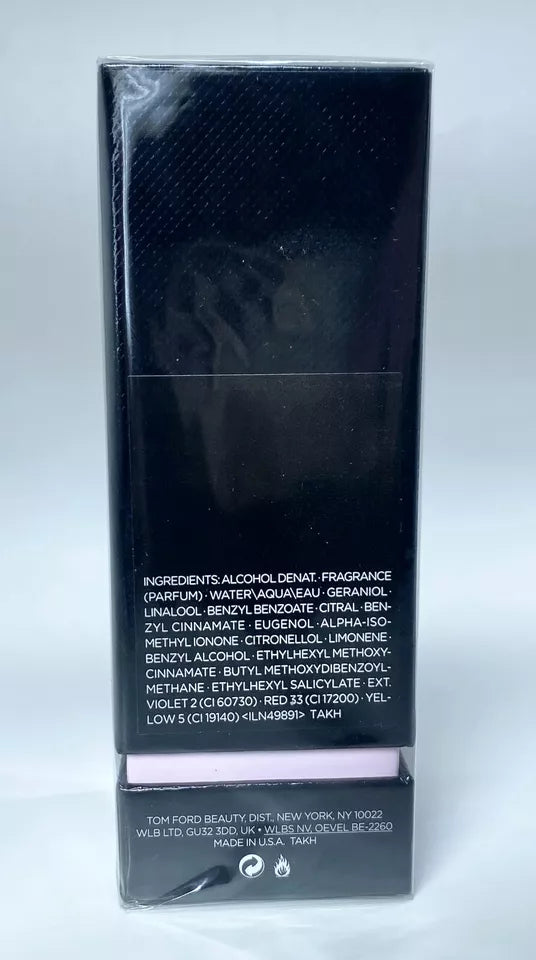 INGREDIENTS: ALCOHOL DENAT. · FRAGRANCE
(PARFUM) · WATER\AQUA\EAU · GERANIOL ·
LINALOOL · BENZYL BENZOATE · CITRAL · BEN-
ZYL CINNAMATE · EUGENOL · ALPHA-ISO-
METHYL IONONE · CITRONELLOL · LIMONENE ·
BENZYL ALCOHOL · ETHYLHEXYL METHOXY-
CINNAMATE · BUTYL METHOXYDIBENZOYL-
METHANE · ETHYLHEXYL SALICYLATE · EXT.
VIOLET 2 (CI 60730) · RED 33 (CI 17200) · YEL-
LOW 5 (CI 19140) <ILN49891> TAKH
TOM FORD BEAUTY, DIST., NEW YORK, NY 10022
WLB LTD, GU32 3DD, UK • WLBS NV, OEVEL BE-2260
MADE IN U.S.A. TAKH